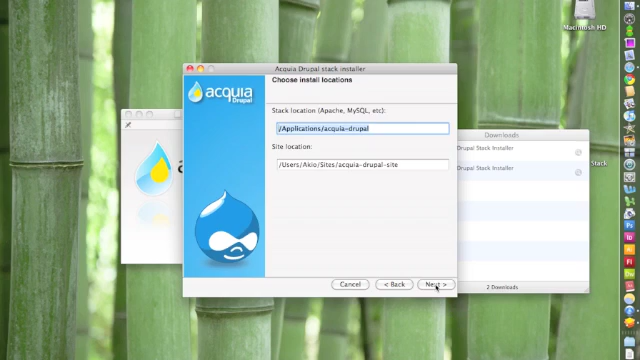 Macintosh HD
Acquia Drupal stack installer
acquia
Drupal
Choose install locations
Stack location (Apache, MySQL, etc):
/Applications/acquia-drupal
Site location:
/Users/Akio/Sites/acquia-drupal-site
Cancel
< Back
Next >
Downloads
Drupal Stack Installer
Drupal Stack Installer
Stack
2 Downloads